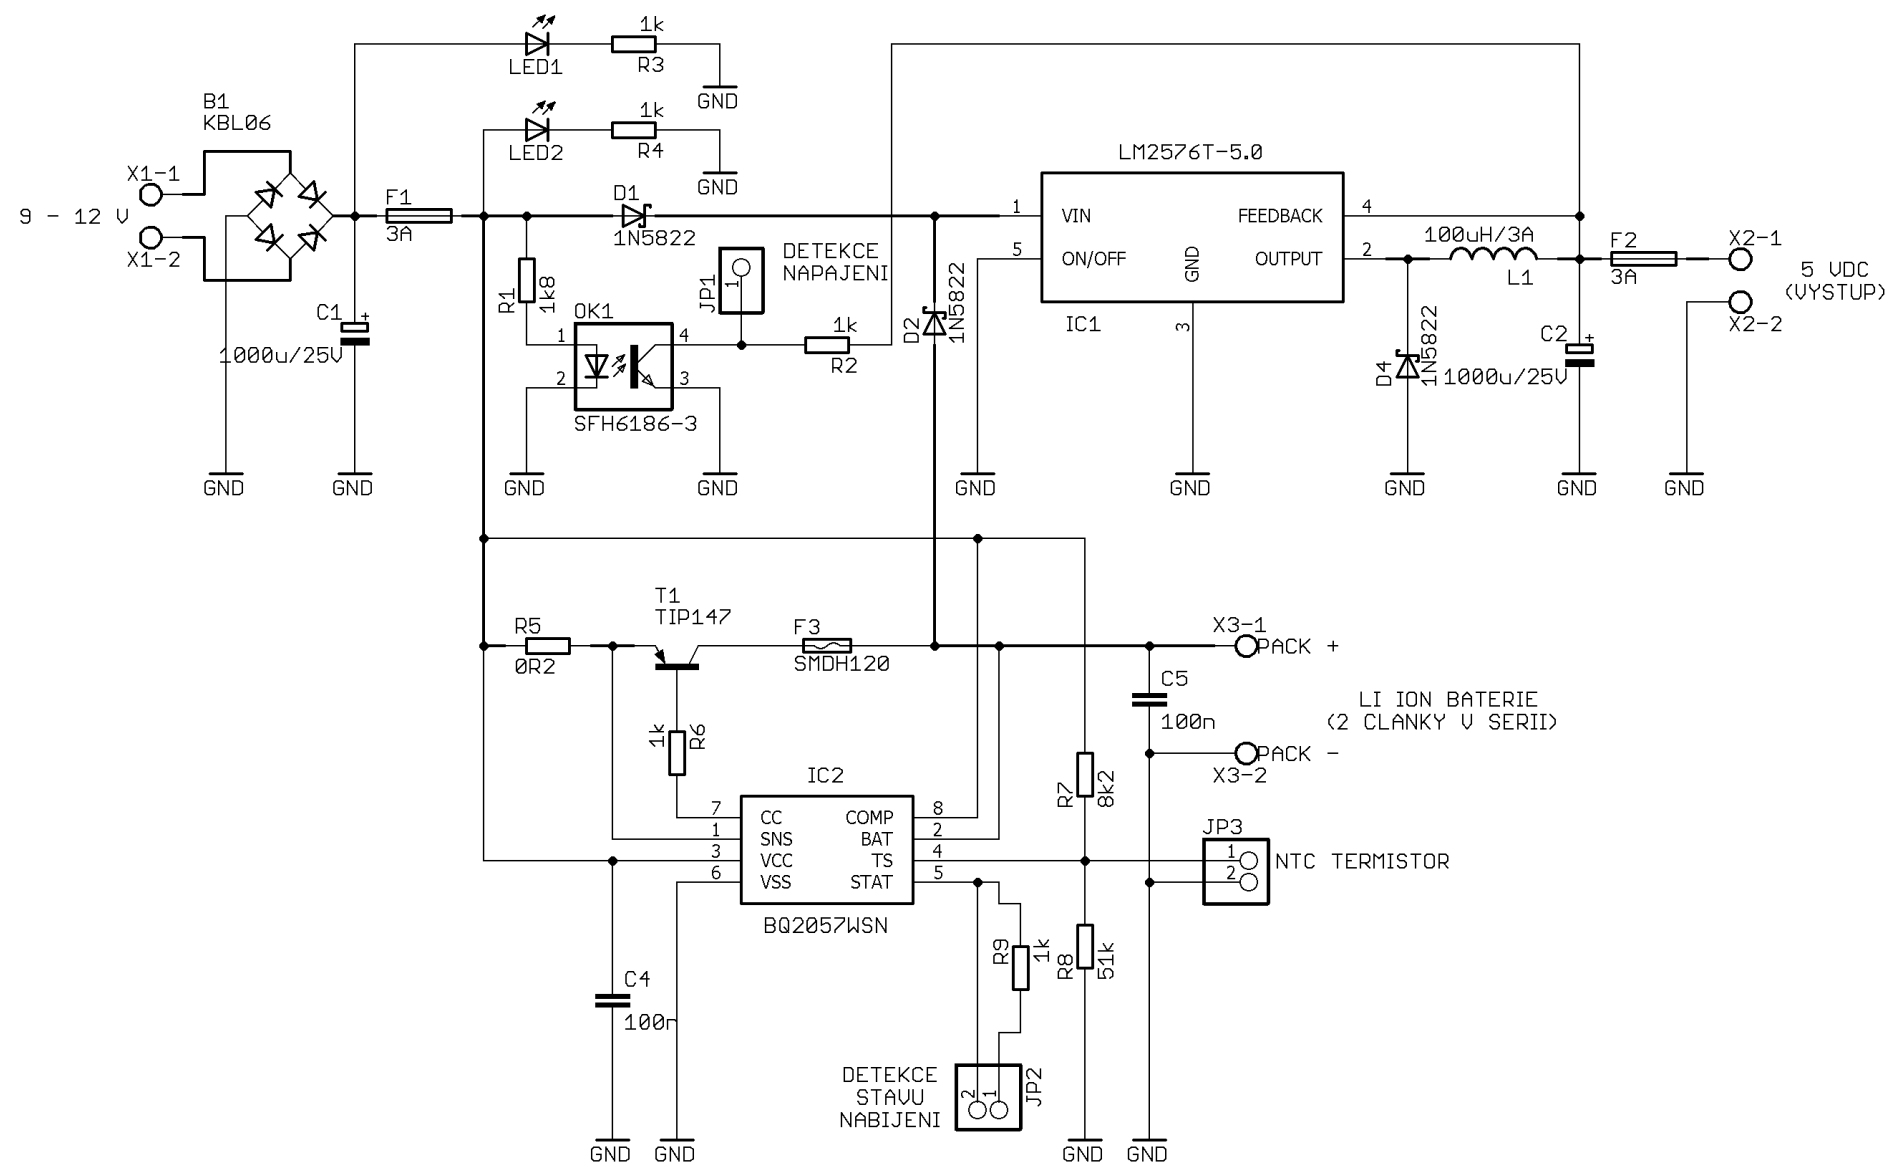 1k
LED1
R3
GND
B1
KBL06
1k
LED2
R4
GND
X1-1
9 - 12 V
X1-2
F1
3A
D1
1N5822
LM2576T-5.0
1
VIN
FEEDBACK
4
5
ON/OFF
GND
OUTPUT
2
IC1
3
100uH/3A
L1
F2
3A
X2-1
5 VDC
(VYSTUP)
X2-2
DETEKCE
NAPAJENI
JP1
1
R1
1k8
OK1
1
4
2
3
SFH6186-3
1k
R2
D2
1N5822
C1
+
1000u/25V
D4
1N5822
C2
+
1000u/25V
GND
GND
GND
GND
GND
GND
GND
GND
GND
T1
TIP147
R5
0R2
F3
SMDH120
X3-1
PACK +
C5
100n
LI ION BATERIE
(2 CLANKY V SERII)
PACK -
X3-2
1k
R6
R7
8k2
IC2
7
CC
COMP
8
1
SNS
BAT
2
3
VCC
TS
4
6
VSS
STAT
5
BQ2057WSN
JP3
1
2
NTC TERMISTOR
R9
1k
R8
51k
C4
100n
DETEKCE
STAVU
NABIJENI
2
1
JP2
GND
GND
GND
GND